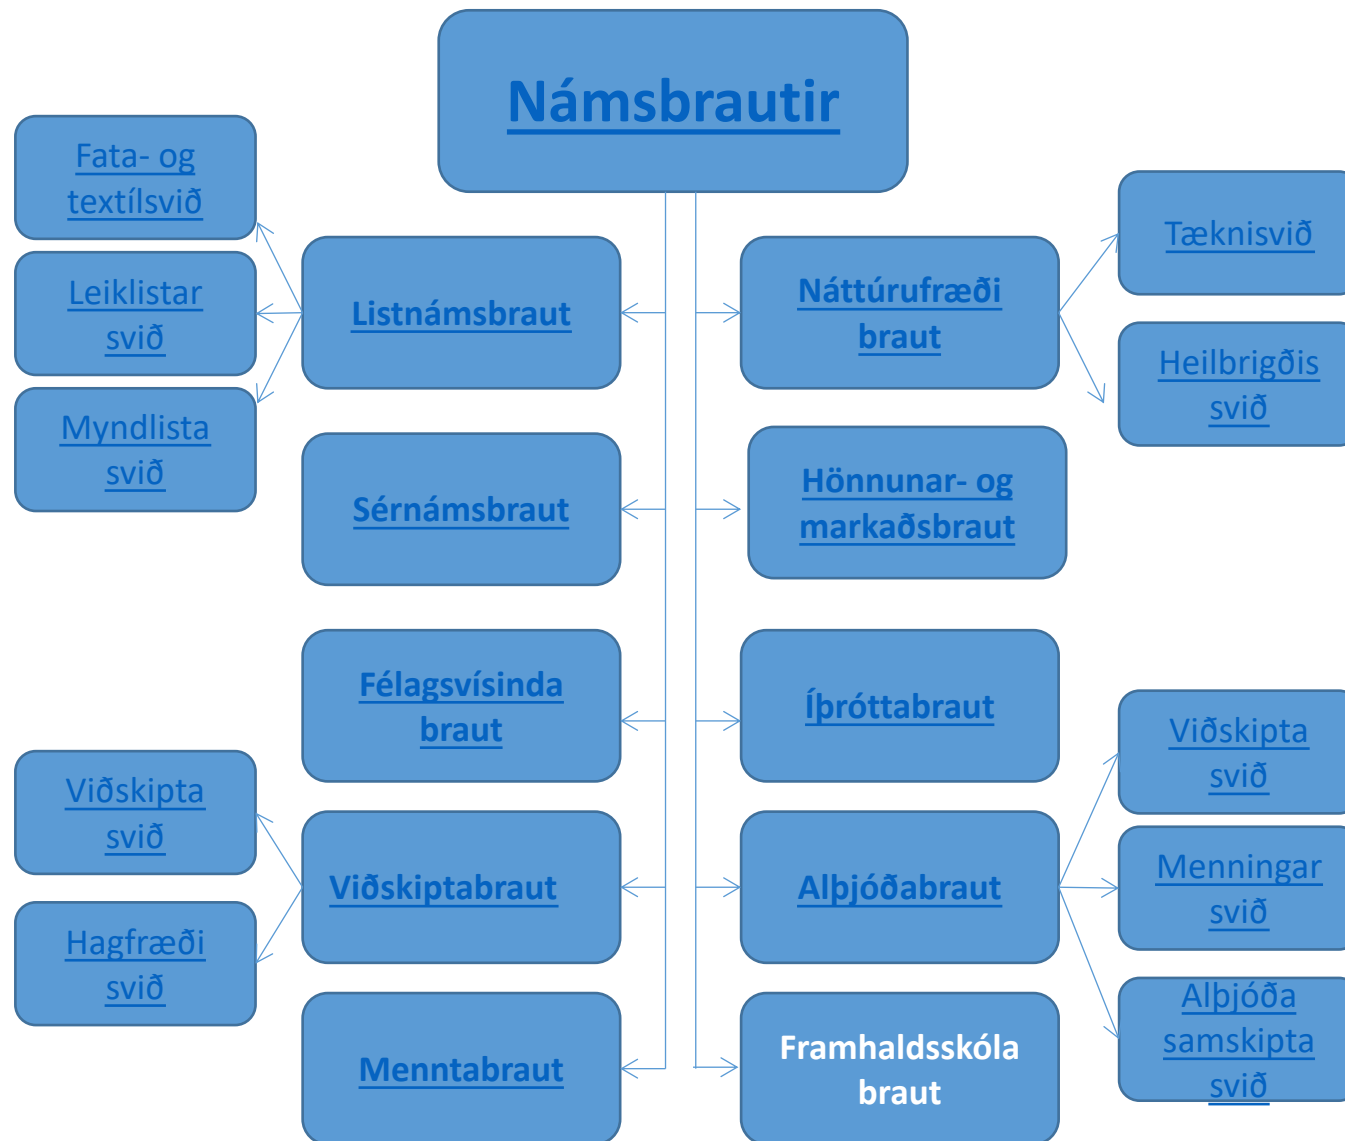 Námsbrautir
Fata- og
textílsvið
Leiklistar
svið
Myndlista
svið
Listnámsbraut
Náttúrufræði
braut
Tæknisvið
Heilbrigðis
svið
Sérnámsbraut
Hönnunar- og
markaðsbraut
Félagsvísinda
braut
Íþróttabraut
Viðskipta
svið
Hagfræði
svið
Viðskiptabraut
Alþjóðabraut
Viðskipta
svið
Menningar
svið
Alþjóða
samskipta
svið
Menntabraut
Framhaldsskóla
braut